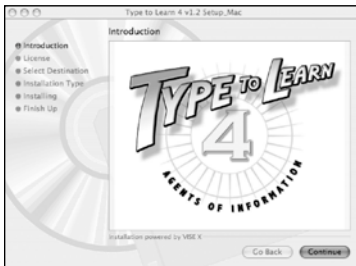 Type to Learn 4 v1.2 Setup_Mac
Introduction
Introduction
License
Select Destination
Installation Type
Installing
Finish Up
TYPE TO LEARN
4
AGENTS OF INFORMATION
Installation powered by VISE X
Go Back
Continue